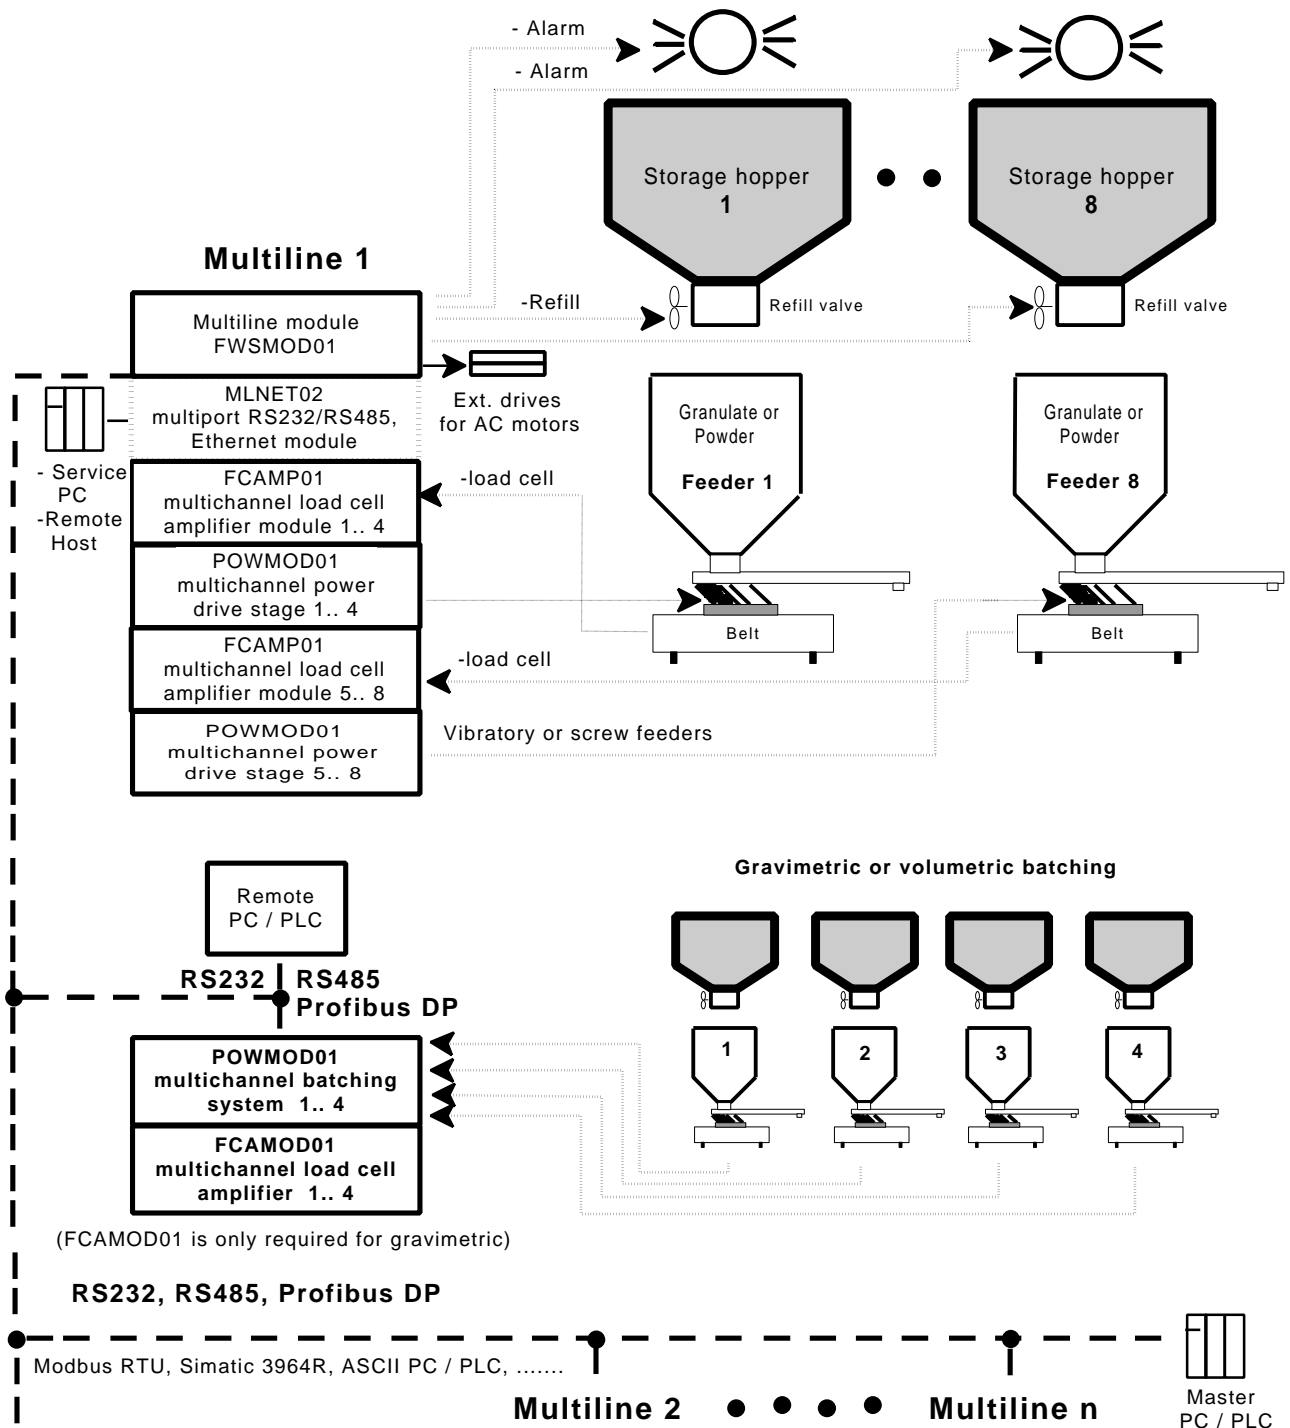 - Alarm
- Alarm
Storage hopper
1
Storage hopper
8
Multiline 1
-Refill
Refill valve
Refill valve
Multiline module
FWSMOD01
MLNET02
multiport RS232/RS485,
Ethernet module
Ext. drives
for AC motors
- Service
PC
-Remote
Host
Granulate or
Powder
Feeder 1
Granulate or
Powder
Feeder 8
FCAMP01
multichannel load cell
amplifier module 1.. 4
-load cell
POWMOD01
multichannel power
drive stage 1.. 4
Belt
Belt
FCAMP01
multichannel load cell
amplifier module 5.. 8
-load cell
POWMOD01
multichannel power
drive stage 5.. 8
Vibratory or screw feeders
Remote
PC / PLC
Gravimetric or volumetric batching
RS232
RS485
Profibus DP
POWMOD01
multichannel batching
system 1.. 4
1
2
3
4
FCAMOD01
multichannel load cell
amplifier 1.. 4
(FCAMOD01 is only required for gravimetric)
RS232, RS485, Profibus DP
Modbus RTU, Simatic 3964R, ASCII PC / PLC, .......
Multiline 2
Multiline n
Master
PC / PLC